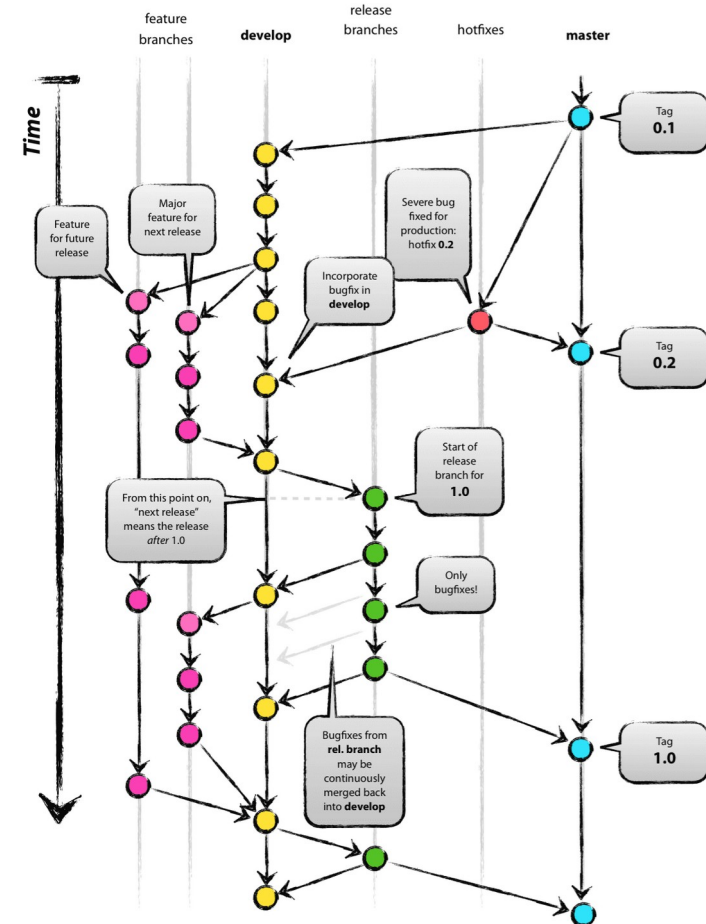 feature
branches
develop
release
branches
hotfixes
master
Time
Tag
0.1
Major
feature for
next release
Feature
for future
release
Severe bug
fixed for
production:
hotfix 0.2
Incorporate
bugfix in
develop
Tag
0.2
Start of
release
branch for
1.0
From this point on,
“next release”
means the release
after 1.0
Only
bugfixes!
Bugfixes from
rel. branch
may be
continuously
merged back
into develop
Tag
1.0